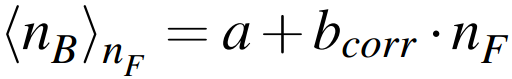 ⟨n_B⟩_{n_F} = a + b_{corr} · n_F